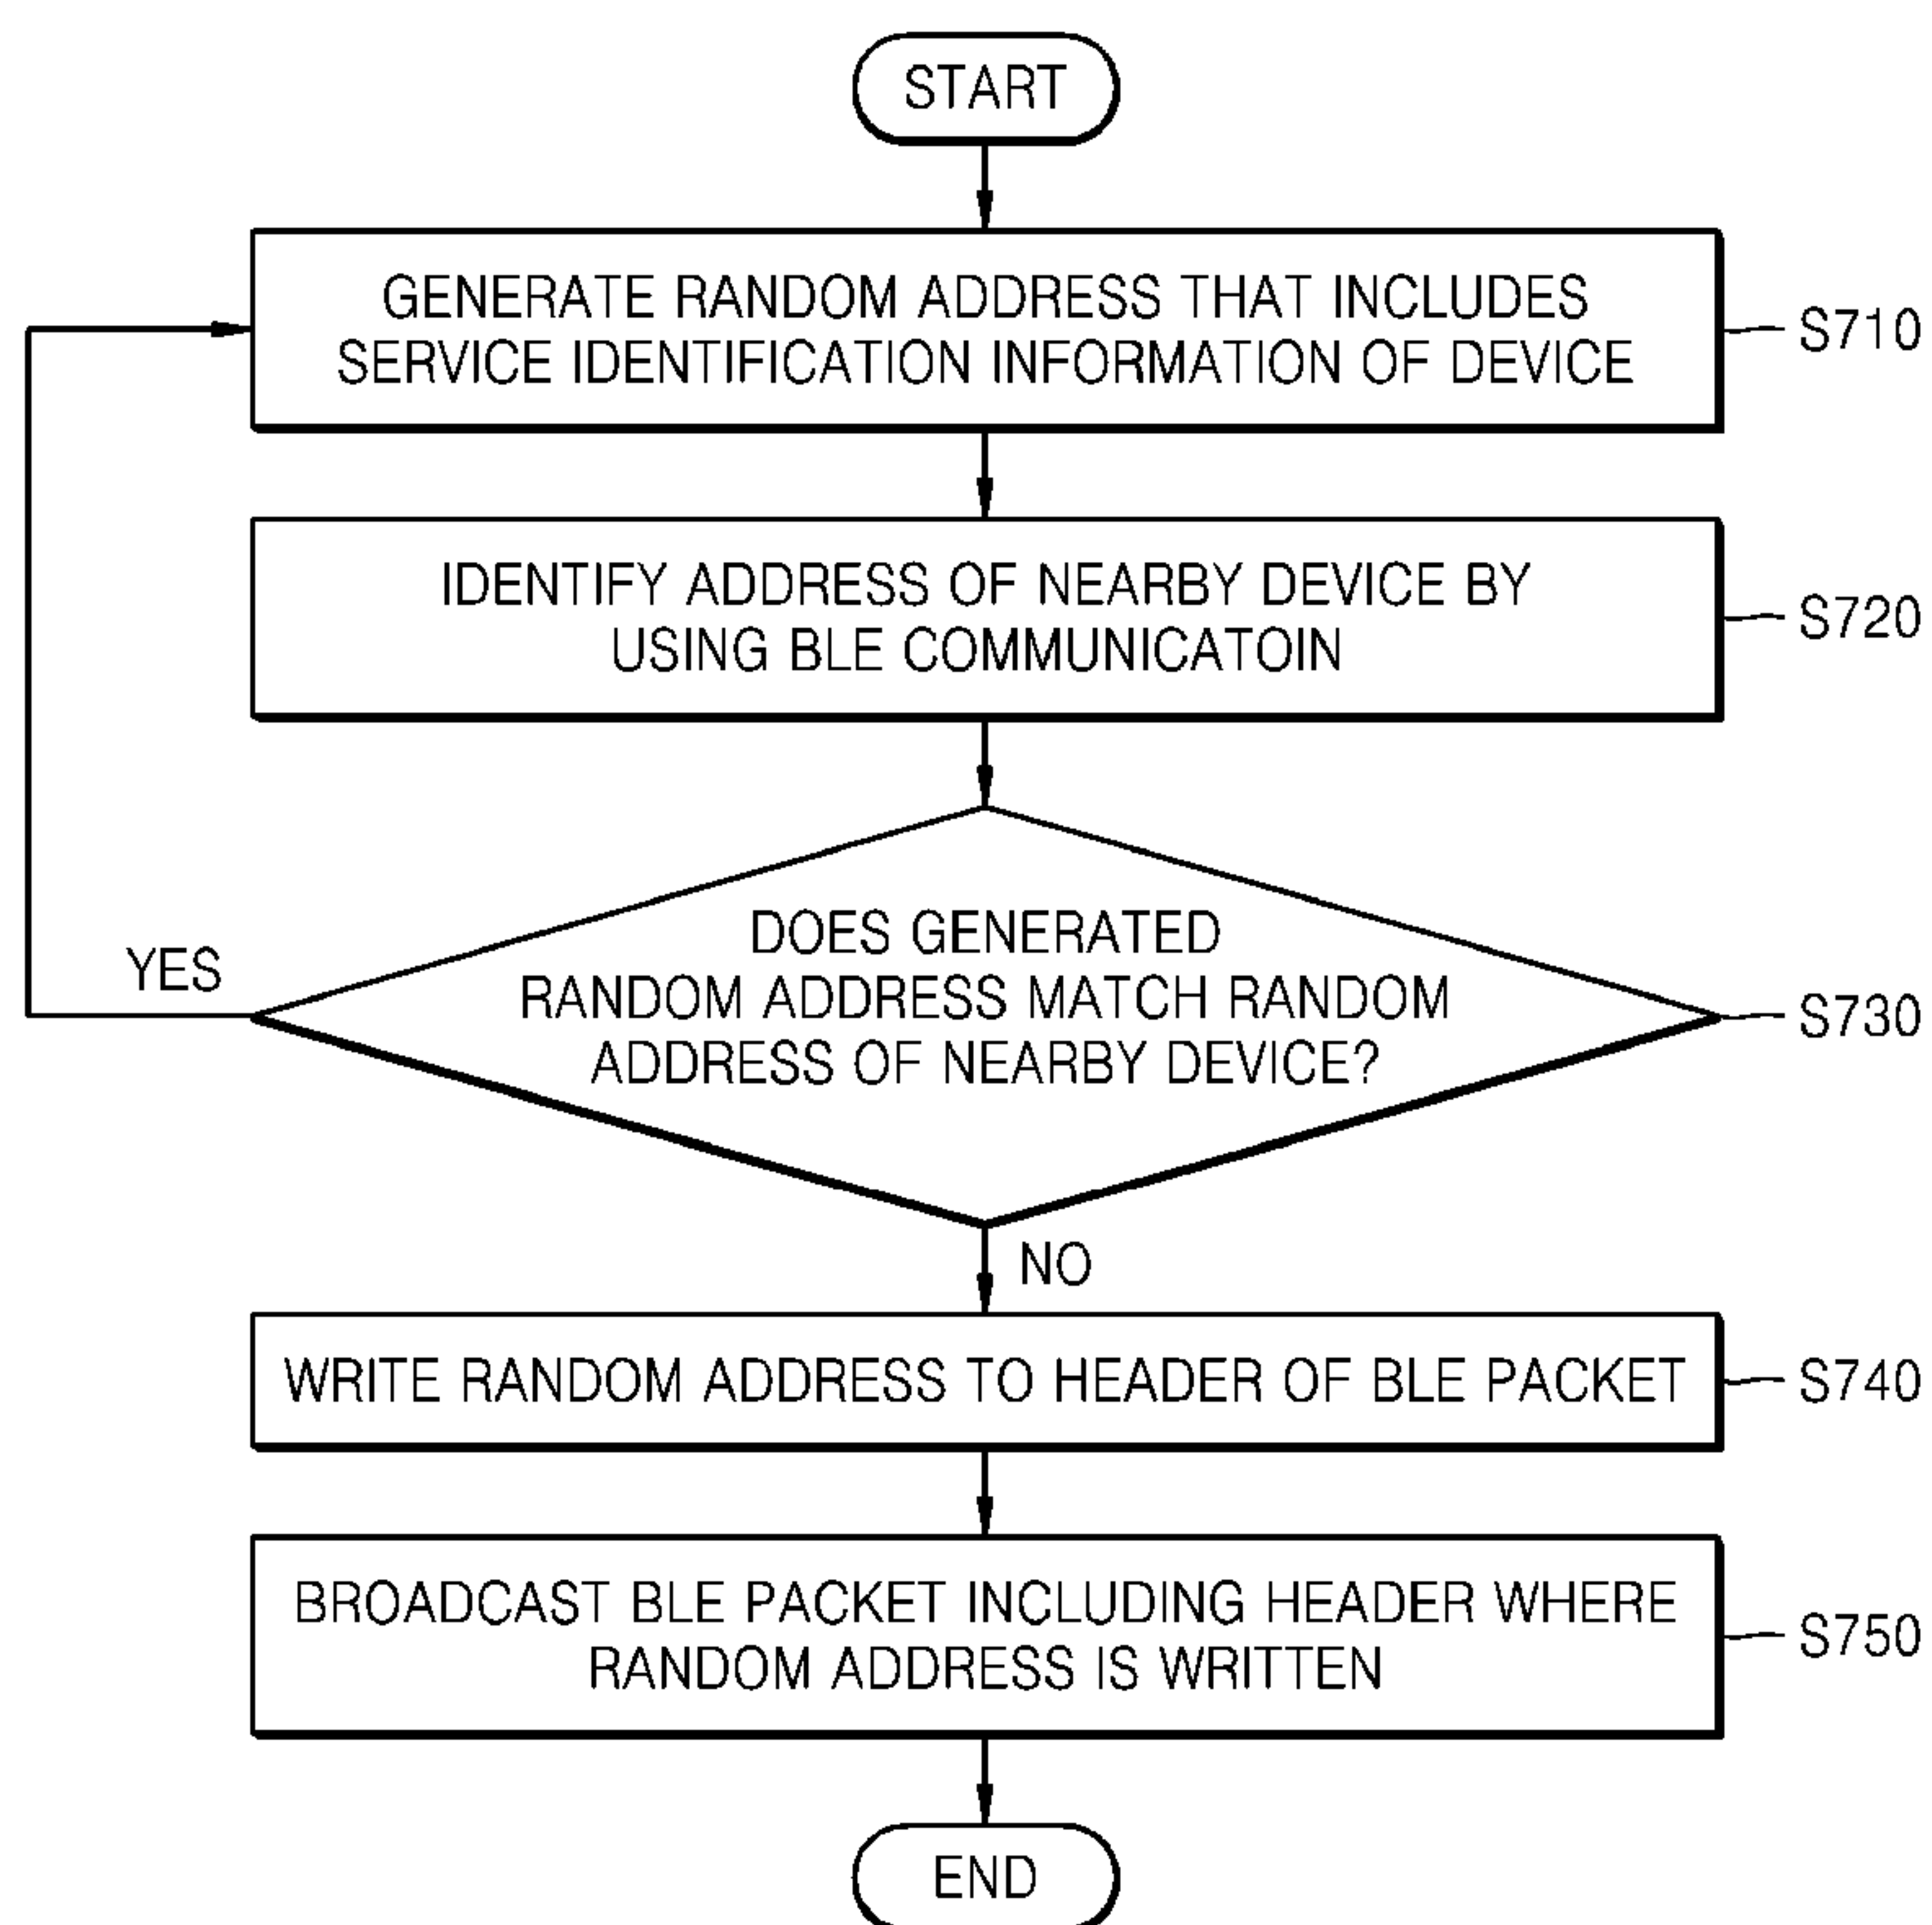 START
GENERATE RANDOM ADDRESS THAT INCLUDES
SERVICE IDENTIFICATION INFORMATION OF DEVICE
S710
IDENTIFY ADDRESS OF NEARBY DEVICE BY
USING BLE COMMUNICATOIN
S720
DOES GENERATED
RANDOM ADDRESS MATCH RANDOM
ADDRESS OF NEARBY DEVICE?
S730
YES
NO
WRITE RANDOM ADDRESS TO HEADER OF BLE PACKET
S740
BROADCAST BLE PACKET INCLUDING HEADER WHERE
RANDOM ADDRESS IS WRITTEN
S750
END